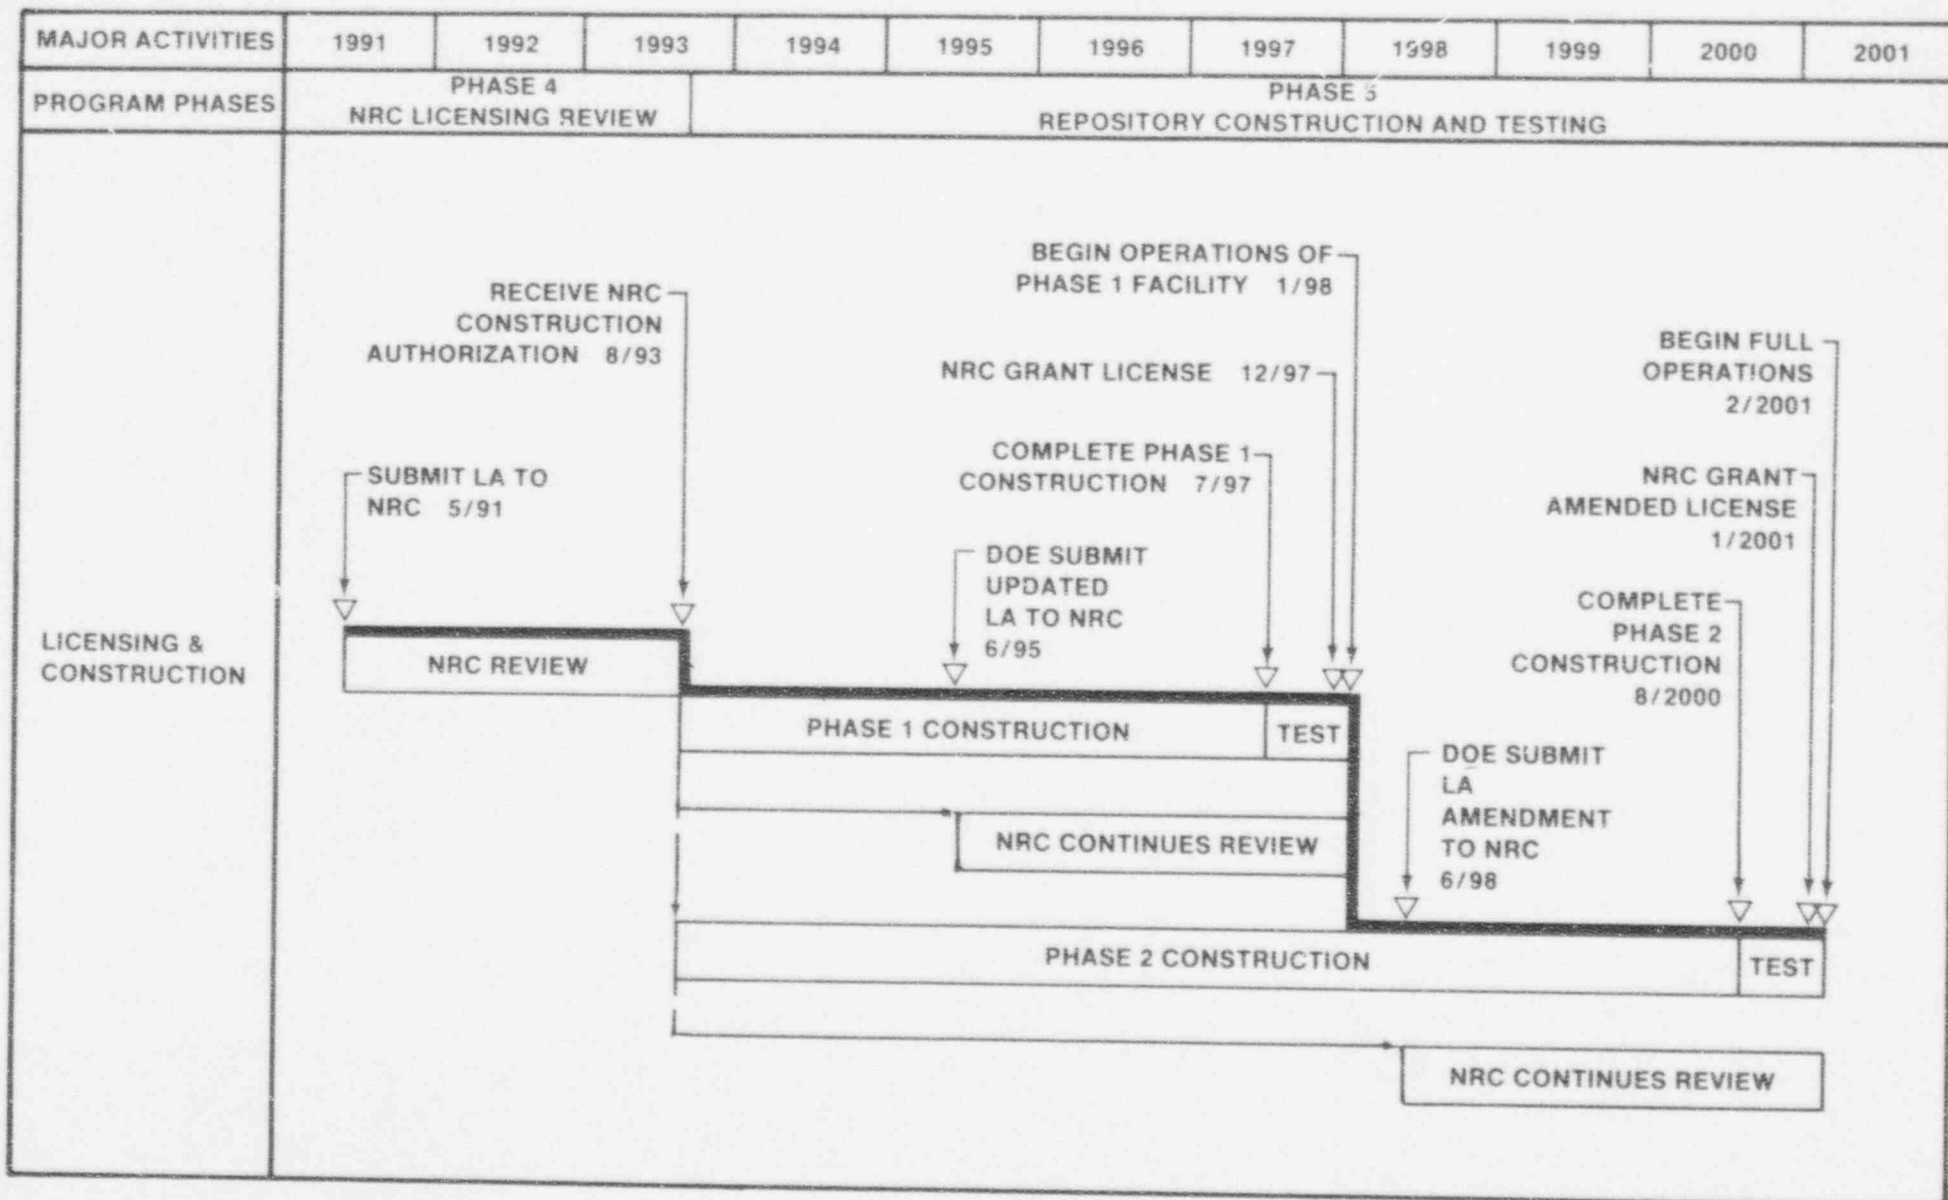 MAJOR ACTIVITIES 1991 1992 1993 1994 1995 1996 1997 1998 1999 2000 2001
PROGRAM PHASES
PHASE 4
NRC LICENSING REVIEW
PHASE 5
REPOSITORY CONSTRUCTION AND TESTING
LICENSING &
CONSTRUCTION
SUBMIT LA TO
NRC 5/91
RECEIVE NRC
CONSTRUCTION
AUTHORIZATION 8/93
BEGIN OPERATIONS OF
PHASE 1 FACILITY 1/98
NRC GRANT LICENSE 12/97
COMPLETE PHASE 1
CONSTRUCTION 7/97
DOE SUBMIT
UPDATED
LA TO NRC
6/95
BEGIN FULL
OPERATIONS
2/2001
NRC GRANT
AMENDED LICENSE
1/2001
COMPLETE
PHASE 2
CONSTRUCTION
8/2000
DOE SUBMIT
LA
AMENDMENT
TO NRC
6/98
NRC REVIEW
PHASE 1 CONSTRUCTION
TEST
NRC CONTINUES REVIEW
PHASE 2 CONSTRUCTION
TEST
NRC CONTINUES REVIEW